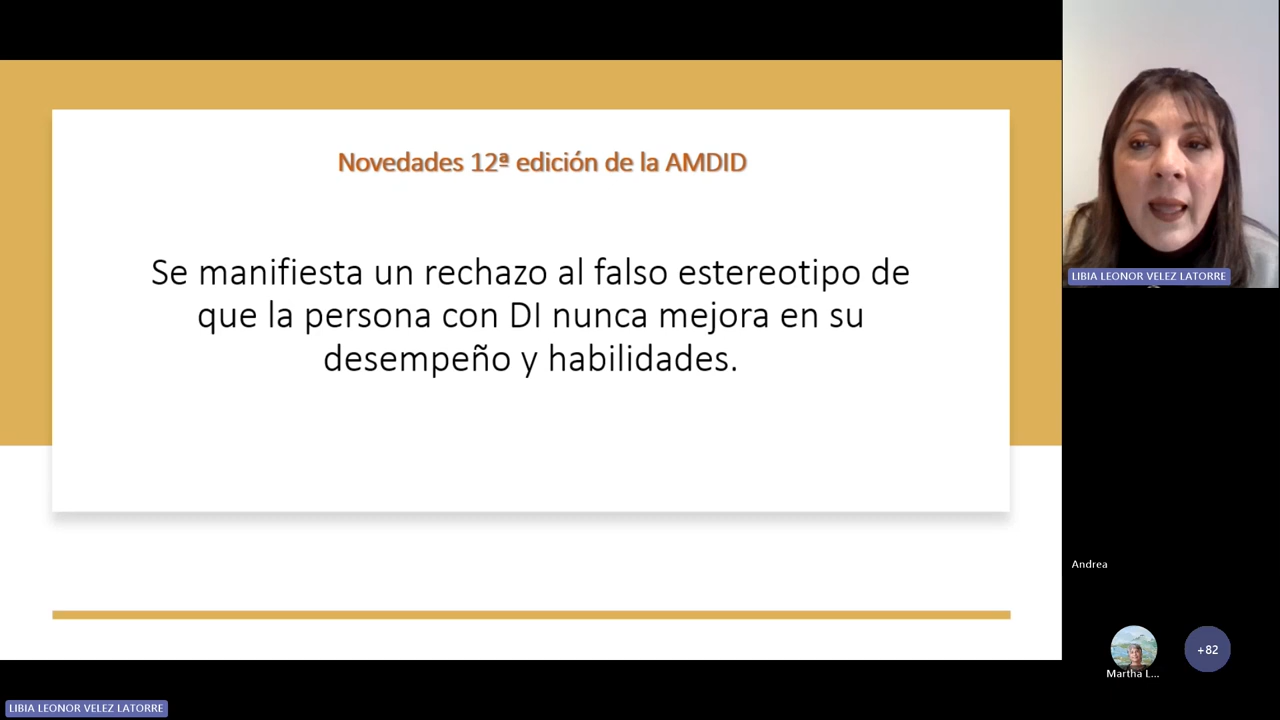 Novedades 12ª edición de la AMDID
Se manifiesta un rechazo al falso estereotipo de
que la persona con DI nunca mejora en su
desempeño y habilidades.
LIBIA LEONOR VELEZ LATORRE
Andrea
+82
Martha L...
LIBIA LEONOR VELEZ LATORRE